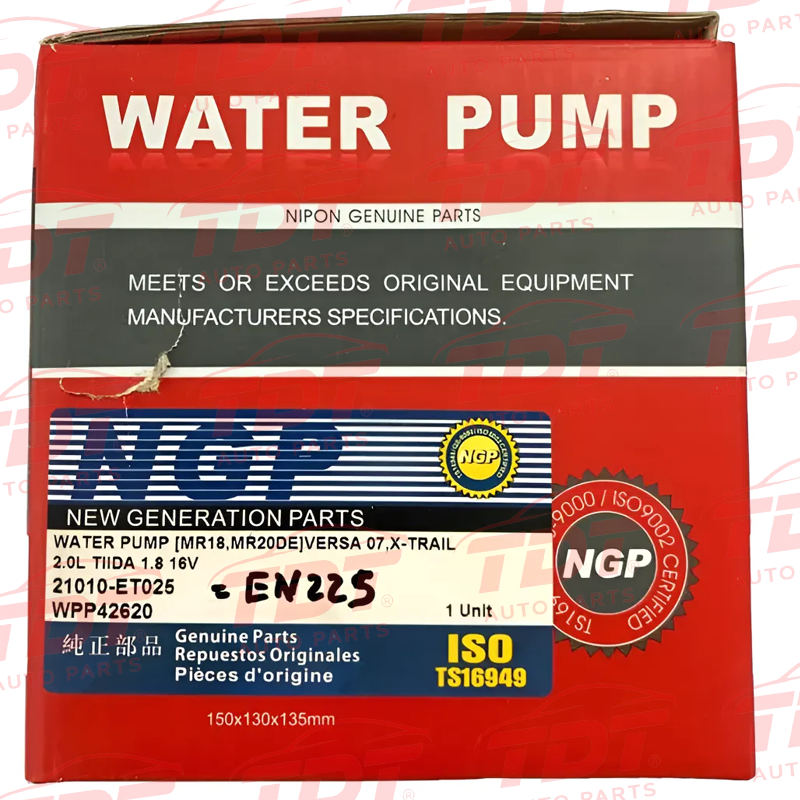 WATER PUMP
NIPON GENUINE PARTS
MEETS OR EXCEEDS ORIGINAL EQUIPMENT
MANUFACTURERS SPECIFICATIONS.
NGP
NGP
NEW GENERATION PARTS
WATER PUMP [MR18,MR20DE]VERSA 07,X-TRAIL
2.0L TIIDA 1.8 16V
21010-ET025 = EN225
WPP42620
1 Unit
純正部品
Genuine Parts
Repuestos Originales
Pièces d'origine
ISO
TS16949
-9000 / ISO9002 CERTIFIED
NGP
150x130x135mm
TDT
AUTO PARTS